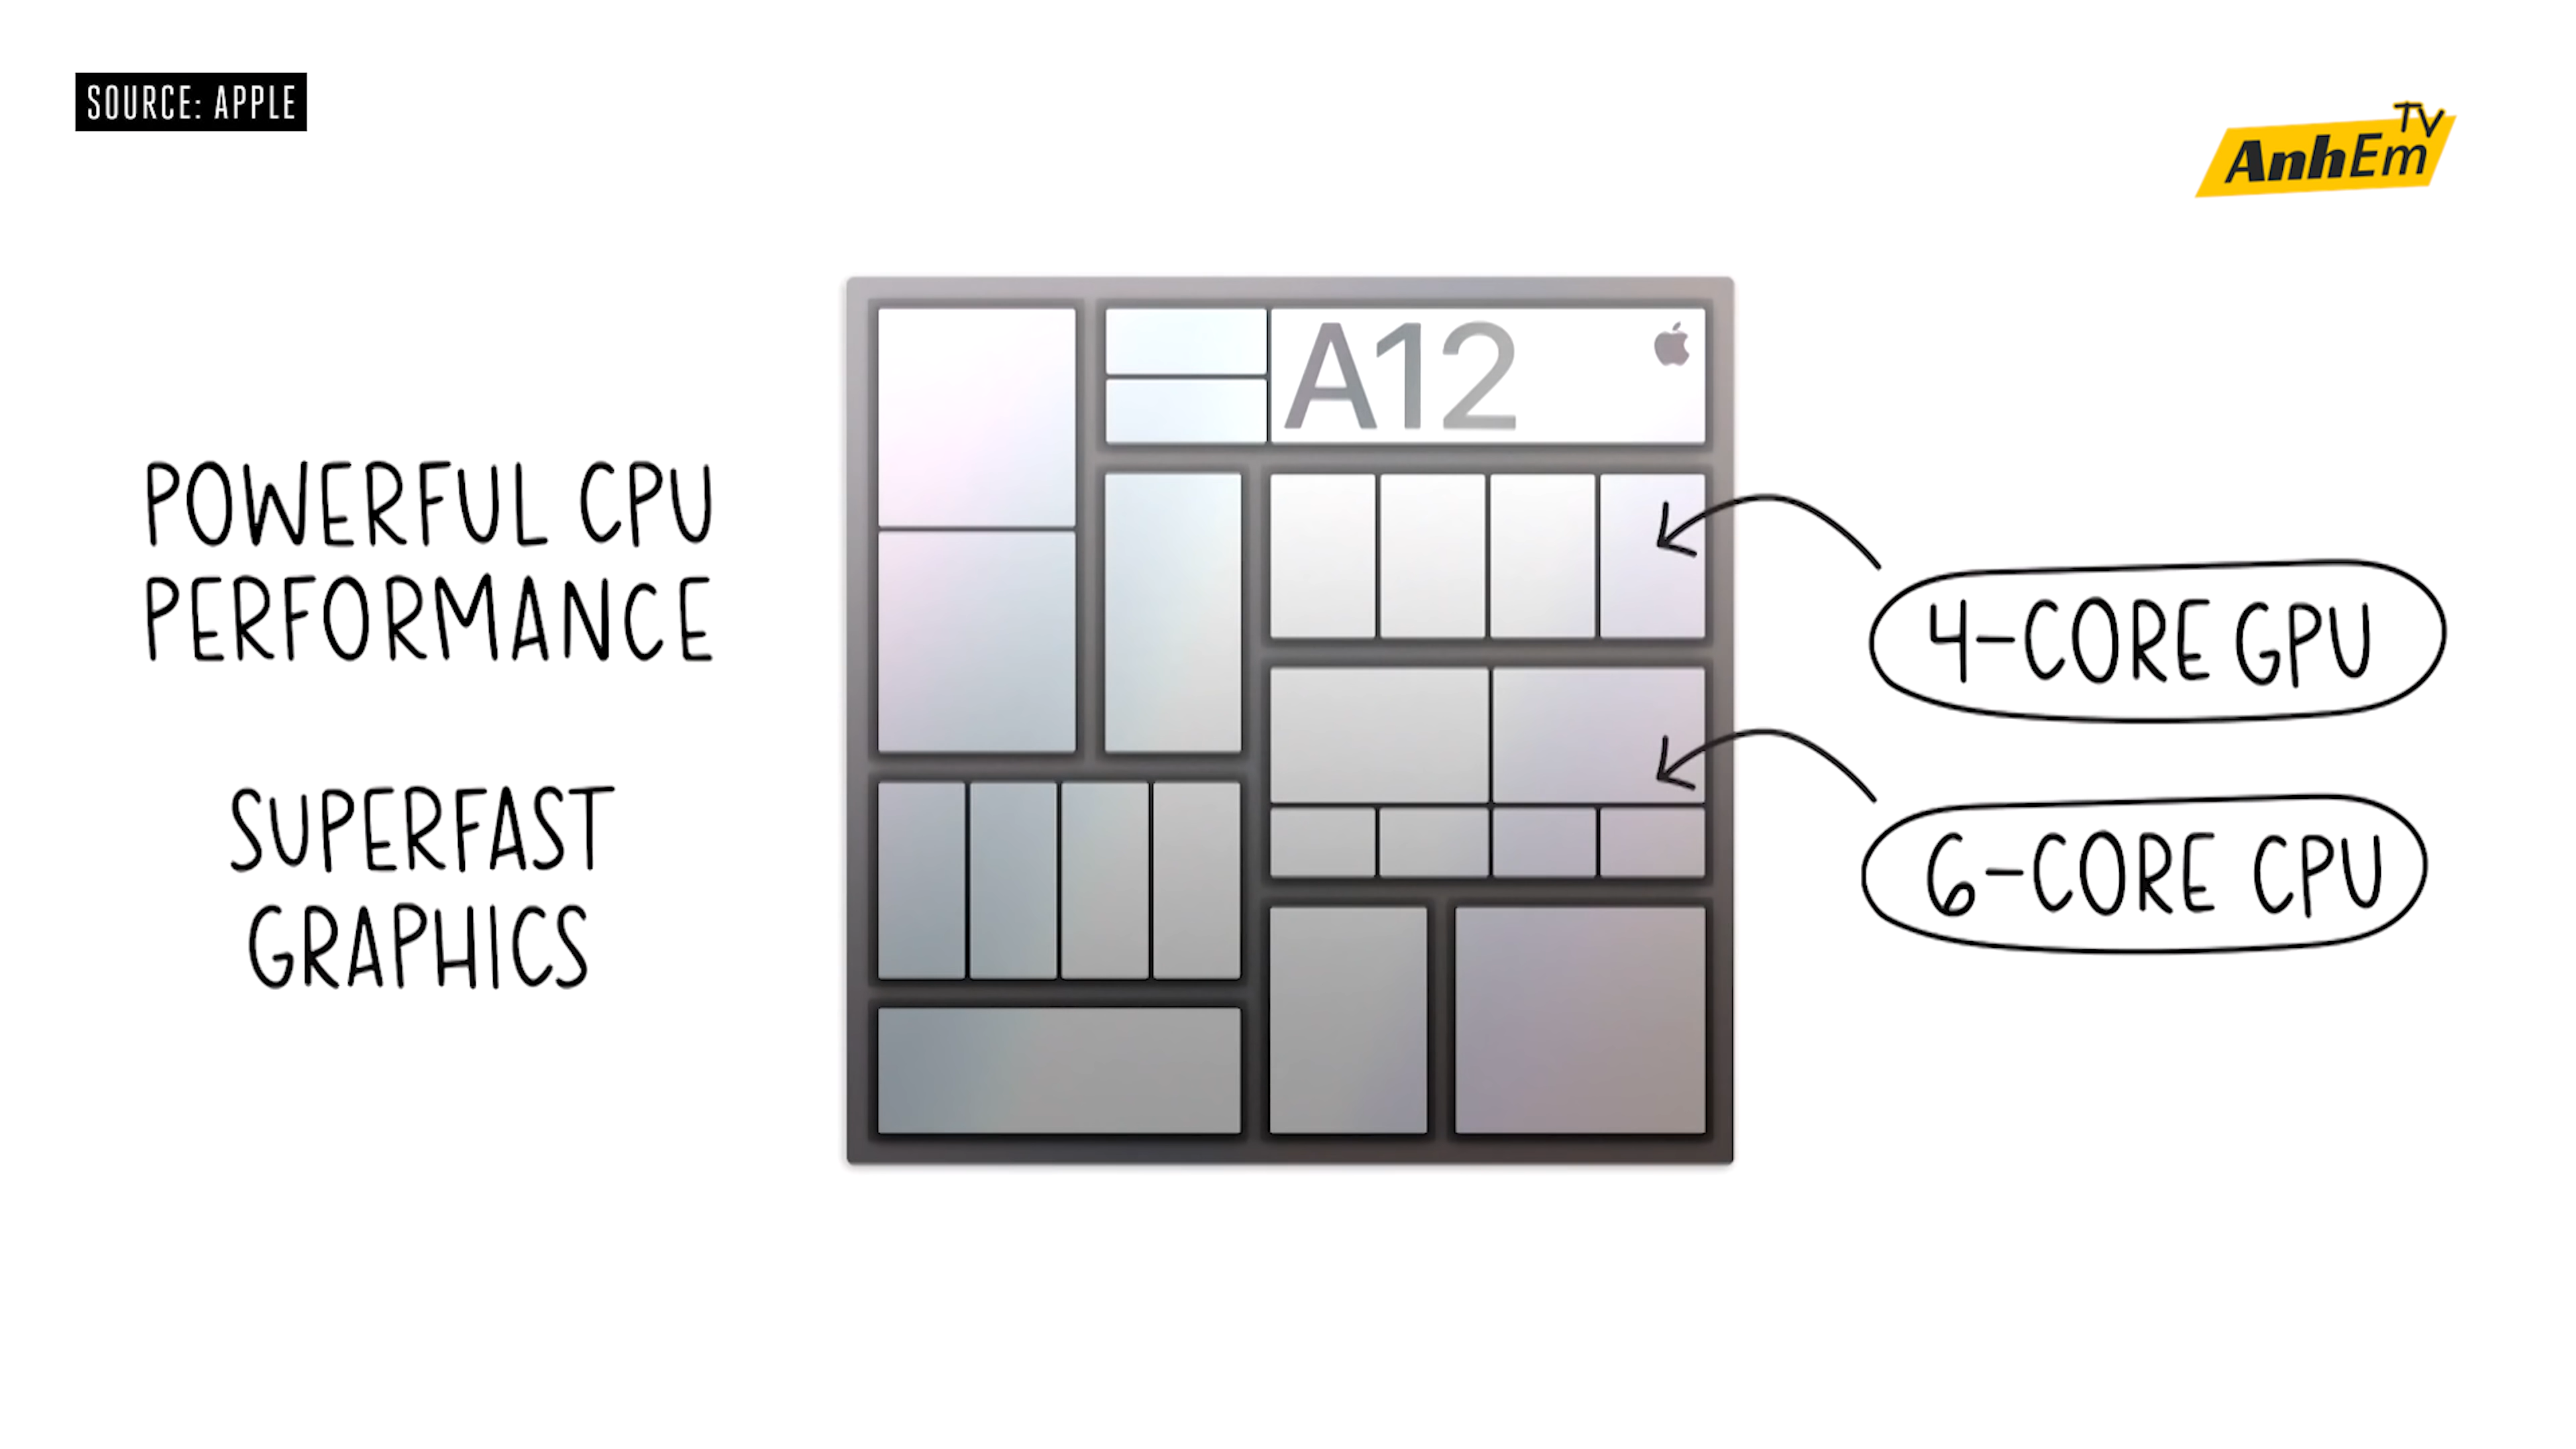 SOURCE: APPLE
TV
AnhEm
A12
POWERFUL CPU
PERFORMANCE
SUPERFAST
GRAPHICS
4-CORE GPU
6-CORE CPU